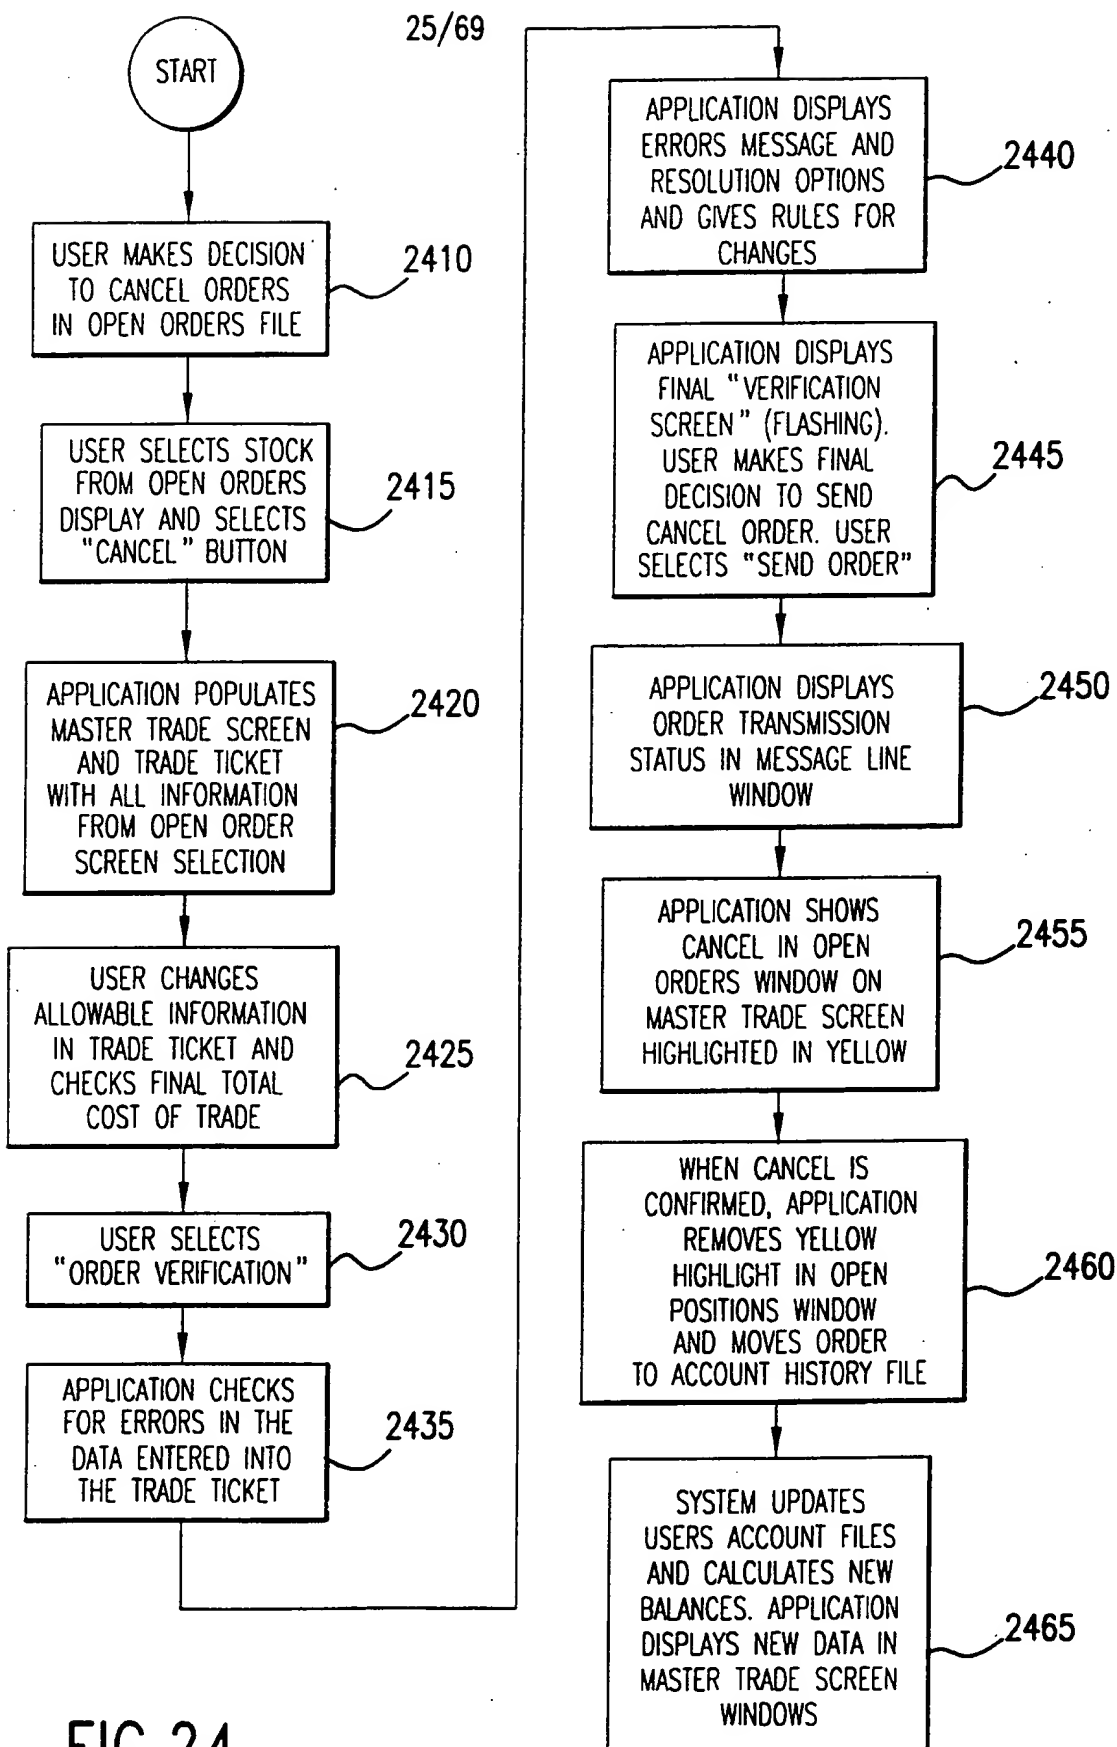 25/69
START
USER MAKES DECISION
TO CANCEL ORDERS
IN OPEN ORDERS FILE
2410
USER SELECTS STOCK
FROM OPEN ORDERS
DISPLAY AND SELECTS
"CANCEL" BUTTON
2415
APPLICATION POPULATES
MASTER TRADE SCREEN
AND TRADE TICKET
WITH ALL INFORMATION
FROM OPEN ORDER
SCREEN SELECTION
2420
USER CHANGES
ALLOWABLE INFORMATION
IN TRADE TICKET AND
CHECKS FINAL TOTAL
COST OF TRADE
2425
USER SELECTS
"ORDER VERIFICATION"
2430
APPLICATION CHECKS
FOR ERRORS IN THE
DATA ENTERED INTO
THE TRADE TICKET
2435
APPLICATION DISPLAYS
ERRORS MESSAGE AND
RESOLUTION OPTIONS
AND GIVES RULES FOR
CHANGES
2440
APPLICATION DISPLAYS
FINAL "VERIFICATION
SCREEN" (FLASHING).
USER MAKES FINAL
DECISION TO SEND
CANCEL ORDER. USER
SELECTS "SEND ORDER"
2445
APPLICATION DISPLAYS
ORDER TRANSMISSION
STATUS IN MESSAGE LINE
WINDOW
2450
APPLICATION SHOWS
CANCEL IN OPEN
ORDERS WINDOW ON
MASTER TRADE SCREEN
HIGHLIGHTED IN YELLOW
2455
WHEN CANCEL IS
CONFIRMED, APPLICATION
REMOVES YELLOW
HIGHLIGHT IN OPEN
POSITIONS WINDOW
AND MOVES ORDER
TO ACCOUNT HISTORY FILE
2460
SYSTEM UPDATES
USERS ACCOUNT FILES
AND CALCULATES NEW
BALANCES. APPLICATION
DISPLAYS NEW DATA IN
MASTER TRADE SCREEN
WINDOWS
2465
FIG.24